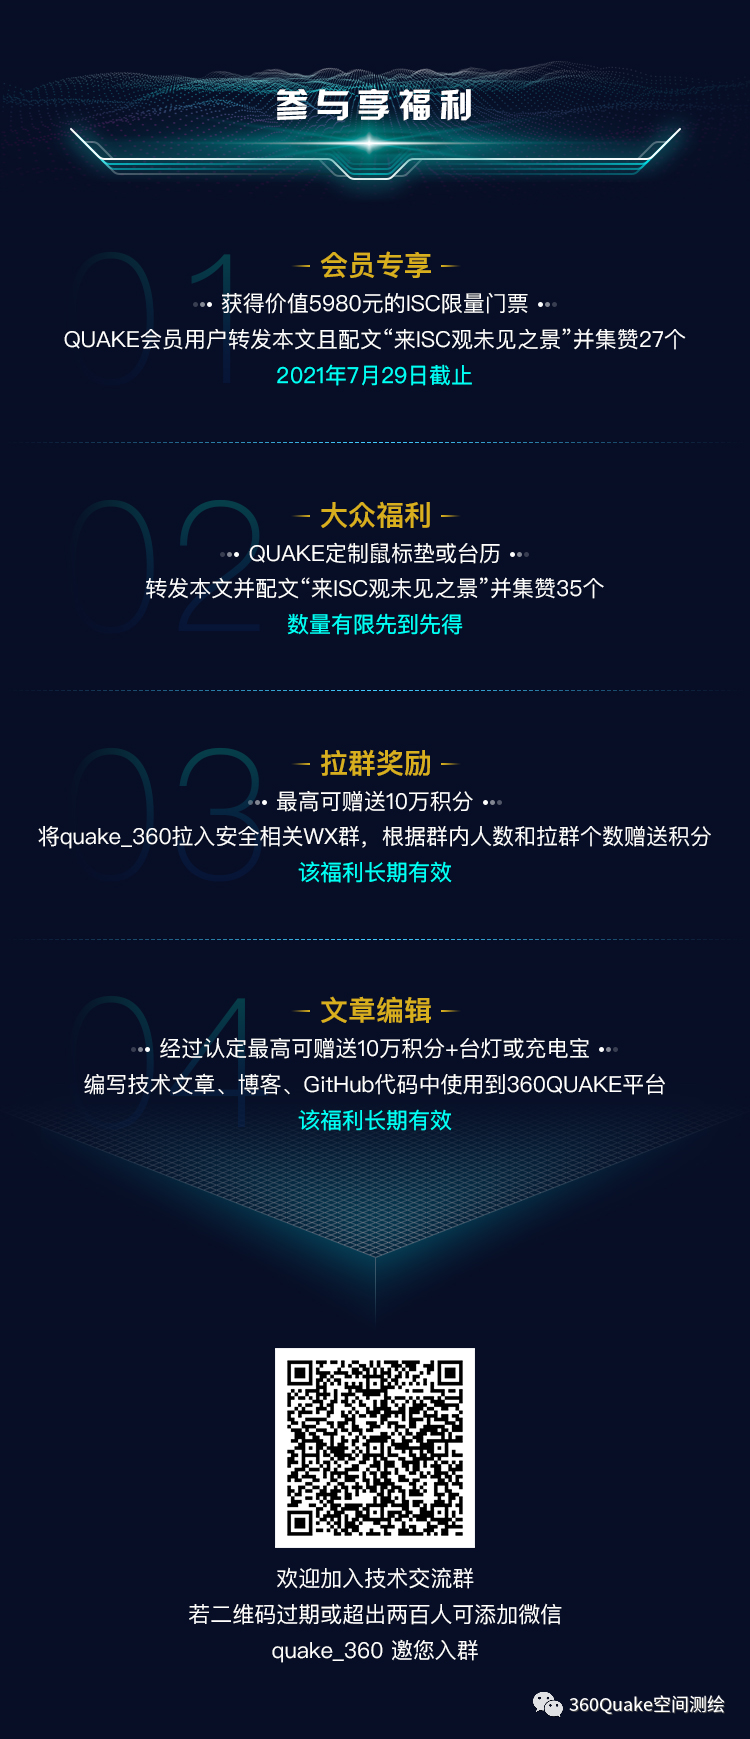 参与享福利
01
会员专享
获得价值5980元的ISC限量门票
QUAKE会员用户转发本文且配文“来ISC观未见之景”并集赞27个
2021年7月29日截止
02
大众福利
QUAKE定制鼠标垫或台历
转发本文并配文“来ISC观未见之景”并集赞35个
数量有限先到先得
03
拉群奖励
最高可赠送10万积分
将quake_360拉入安全相关WX群，根据群内人数和拉群个数赠送积分
该福利长期有效
04
文章编辑
经过认定最高可赠送10万积分+台灯或充电宝
编写技术文章、博客、GitHub代码中使用到360QUAKE平台
该福利长期有效
欢迎加入技术交流群
若二维码过期或超出两百人可添加微信
quake_360 邀您入群
360Quake空间测绘